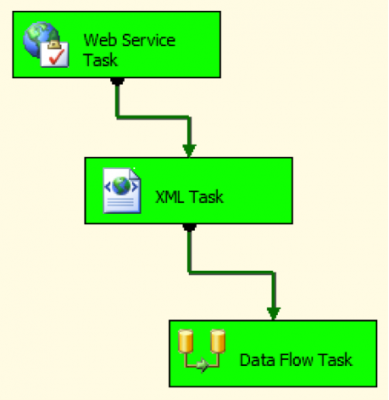 Web Service
Task
XML Task
Data Flow Task